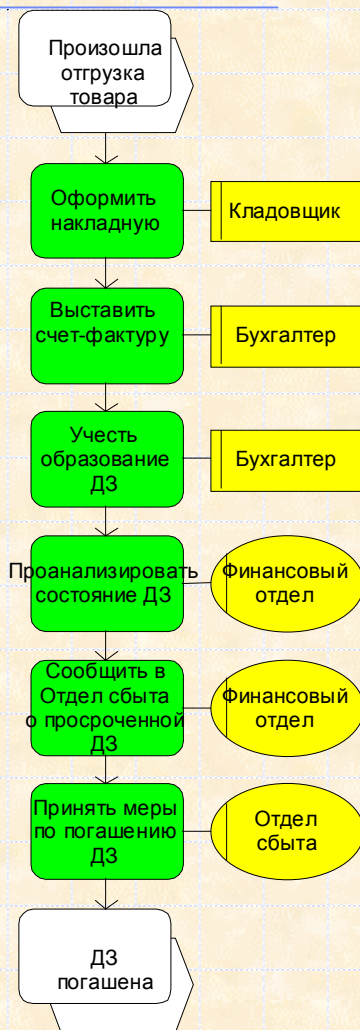 Произошла
отгрузка
товара
Оформить
накладную
Кладовщик
Выставить
счет-фактуру
Бухгалтер
Учесть
образование
ДЗ
Бухгалтер
Проанализировать
состояние ДЗ
Финансовый
отдел
Сообщить в
Отдел сбыта
о просроченной
ДЗ
Финансовый
отдел
Принять меры
по погашению
ДЗ
Отдел
сбыта
ДЗ
погашена